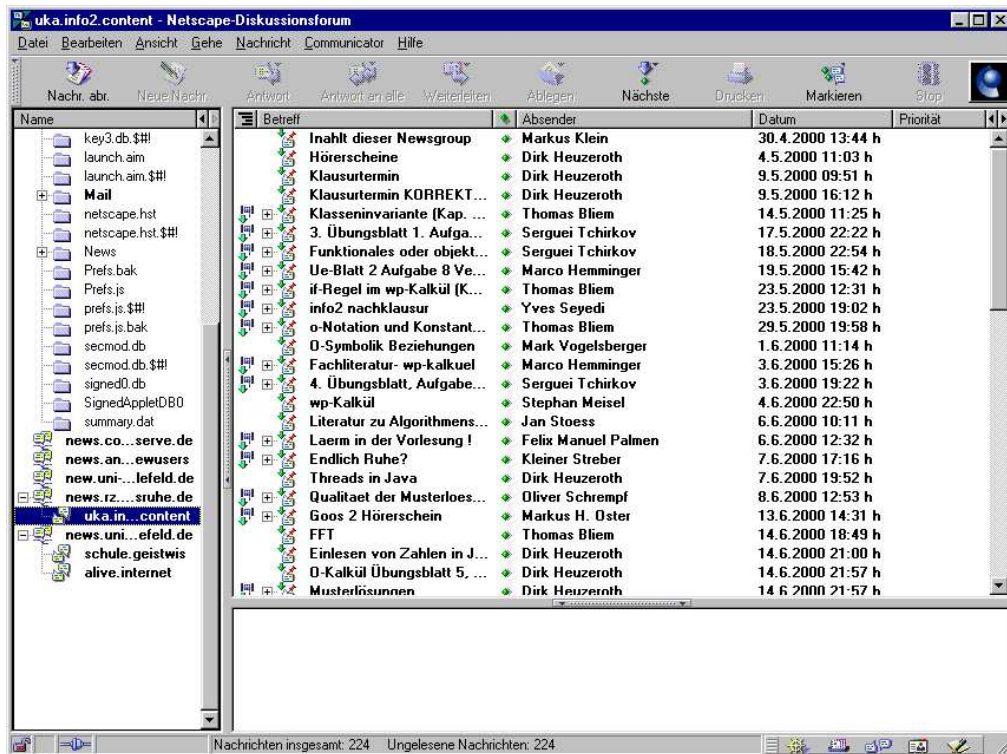 uka.info2.content - Netscape-Diskussionsforum
Datei Bearbeiten Ansicht Gehe Nachricht Communicator Hilfe
Nachr. abr. Neue Nachr. Antwort Antwort an alle Weiterleiten Ablegen Nächste Drucken Markieren Stop
Name
key3.db.$#!
launch.aim
launch.aim.$#!
Mail
netscape.hst
netscape.hst.$#!
News
Prefs.bak
Prefs.js
prefs.js.$#!
prefs.js.bak
secmod.db
secmod.db.$#!
signed0.db
SignedAppletDB0
summary.dat
news.co...serve.de
news.an...ewusers
new.uni-...lefeld.de
news.rz....sruhe.de
uka.in...content
news.uni...efeld.de
schule.geistwis
alive.internet
Betreff Absender Datum Priorität
Inahlt dieser Newsgroup Markus Klein 30.4.2000 13:44 h
Hörerscheine Dirk Heuzeroth 4.5.2000 11:03 h
Klausurtermin Dirk Heuzeroth 9.5.2000 09:51 h
Klausurtermin KORREKT... Dirk Heuzeroth 9.5.2000 16:12 h
Klasseninvariante (Kap. ... Thomas Bliem 14.5.2000 11:25 h
3. Übungsblatt 1. Aufga... Serguei Tchirkov 17.5.2000 22:22 h
Funktionales oder objekt... Serguei Tchirkov 18.5.2000 22:54 h
Ue-Blatt 2 Aufgabe 8 Ve... Marco Hemminger 19.5.2000 15:42 h
if-Regel im wp-Kalkül (K... Thomas Bliem 23.5.2000 12:31 h
info2 nachklausur Yves Seyedi 23.5.2000 19:02 h
o-Notation und Konstant... Thomas Bliem 29.5.2000 19:58 h
O-Symbolik Beziehungen Mark Vogelsberger 1.6.2000 11:14 h
Fachliteratur- wp-kalkuel Marco Hemminger 3.6.2000 15:26 h
4. Übungsblatt, Aufgabe... Serguei Tchirkov 3.6.2000 19:22 h
wp-Kalkül Stephan Meisel 4.6.2000 22:50 h
Literatur zu Algorithmens... Jan Stoess 6.6.2000 10:11 h
Laerm in der Vorlesung ! Felix Manuel Palmen 6.6.2000 12:32 h
Endlich Ruhe? Kleiner Streber 7.6.2000 17:16 h
Threads in Java Dirk Heuzeroth 7.6.2000 19:52 h
Qualitaet der Musterloes... Oliver Schrempf 8.6.2000 12:53 h
Goos 2 Hörerschein Markus H. Oster 13.6.2000 14:31 h
FFT Thomas Bliem 14.6.2000 18:49 h
Einlesen von Zahlen in J... Dirk Heuzeroth 14.6.2000 21:00 h
O-Kalkül Übungsblatt 5, ... Dirk Heuzeroth 14.6.2000 21:57 h
Musterlösungen Dirk Heuzeroth 14.6.2000 21:57 h
Nachrichten insgesamt: 224 Ungelesene Nachrichten: 224